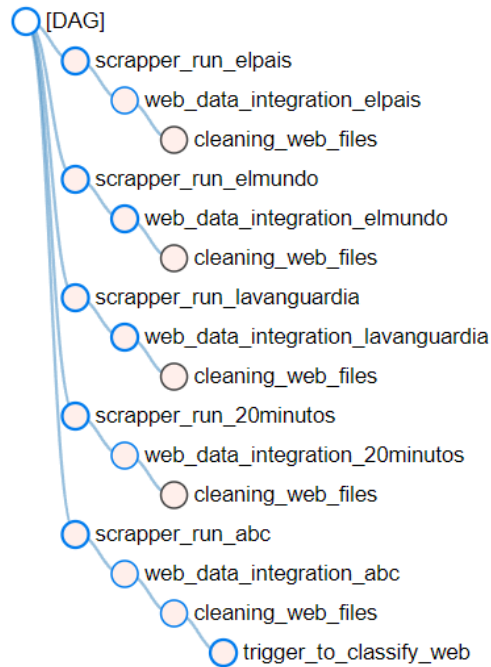 [DAG]
scrapper_run_elpais
web_data_integration_elpais
cleaning_web_files
scrapper_run_elmundo
web_data_integration_elmundo
cleaning_web_files
scrapper_run_lavanguardia
web_data_integration_lavanguardia
cleaning_web_files
scrapper_run_20minutos
web_data_integration_20minutos
cleaning_web_files
scrapper_run_abc
web_data_integration_abc
cleaning_web_files
trigger_to_classify_web